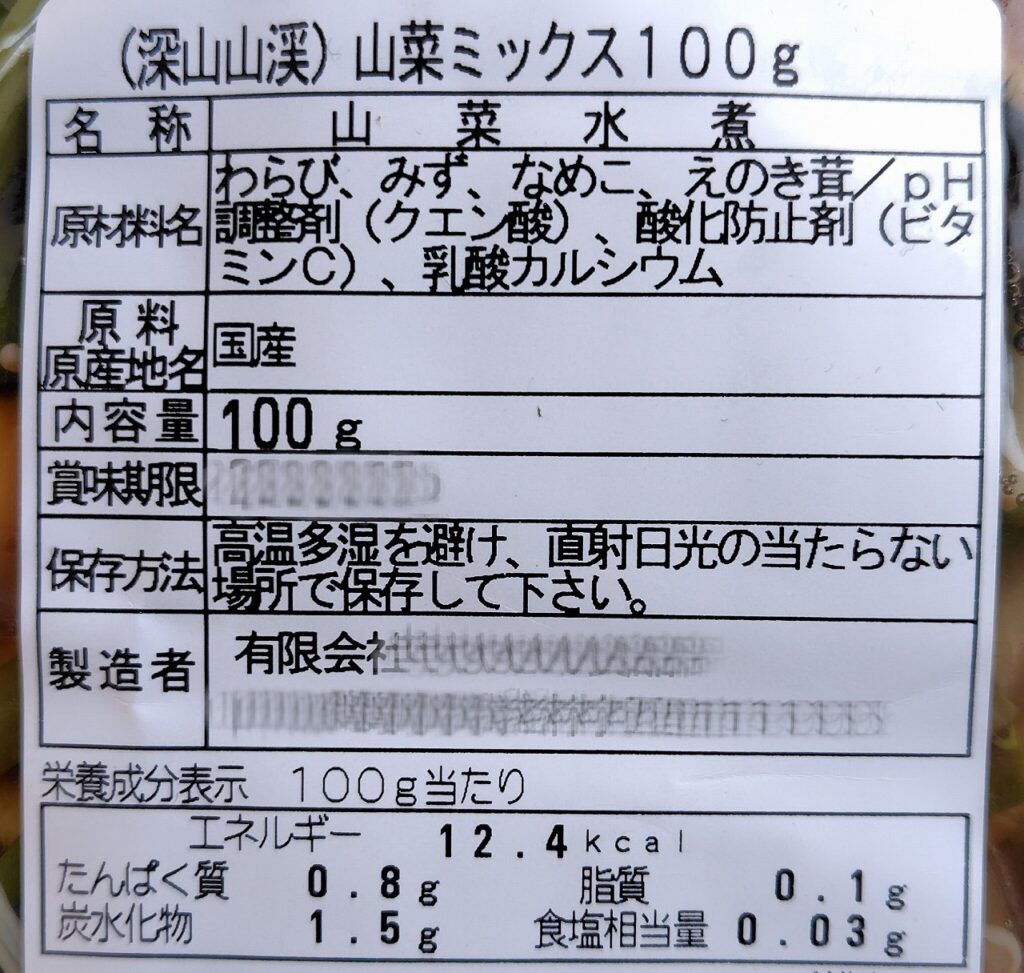 (深山山渓)山菜ミックス100g
名称 山菜水煮
原材料名 わらび、みず、なめこ、えのき茸/pH
調整剤(クエン酸)、酸化防止剤(ビタ
ミンC)、乳酸カルシウム
原料
原産地名 国産
内容量 100g
賞味期限
保存方法 高温多湿を避け、直射日光の当たらない
場所で保存して下さい。
製造者 有限会社
栄養成分表示 100g当たり
エネルギー 12.4kcal
たんぱく質 0.8g 脂質 0.1g
炭水化物 1.5g 食塩相当量 0.03g